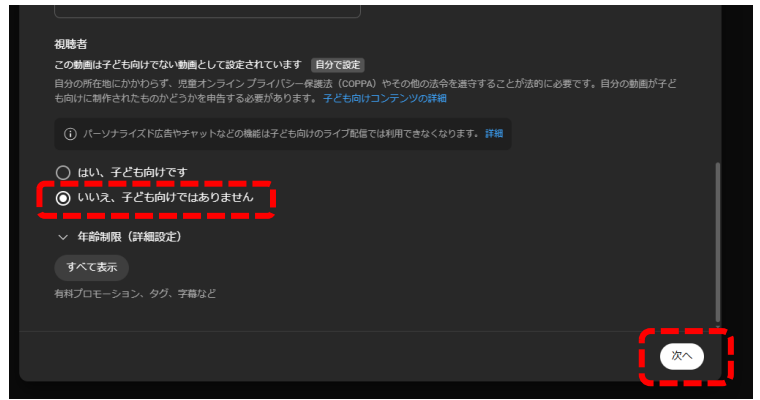 視聴者
この動画は子ども向けでない動画として設定されています 自分で設定
自分の所在地にかかわらず、児童オンライン プライバシー保護法（COPPA）やその他の法令を遵守することが法的に必要です。自分の動画が子ど
も向けに制作されたものかどうかを申告する必要があります。 子ども向けコンテンツの詳細
パーソナライズド広告やチャットなどの機能は子ども向けのライブ配信では利用できなくなります。 詳細
はい、子ども向けです
いいえ、子ども向けではありません
年齢制限（詳細設定）
すべて表示
有料プロモーション、タグ、字幕など
次へ